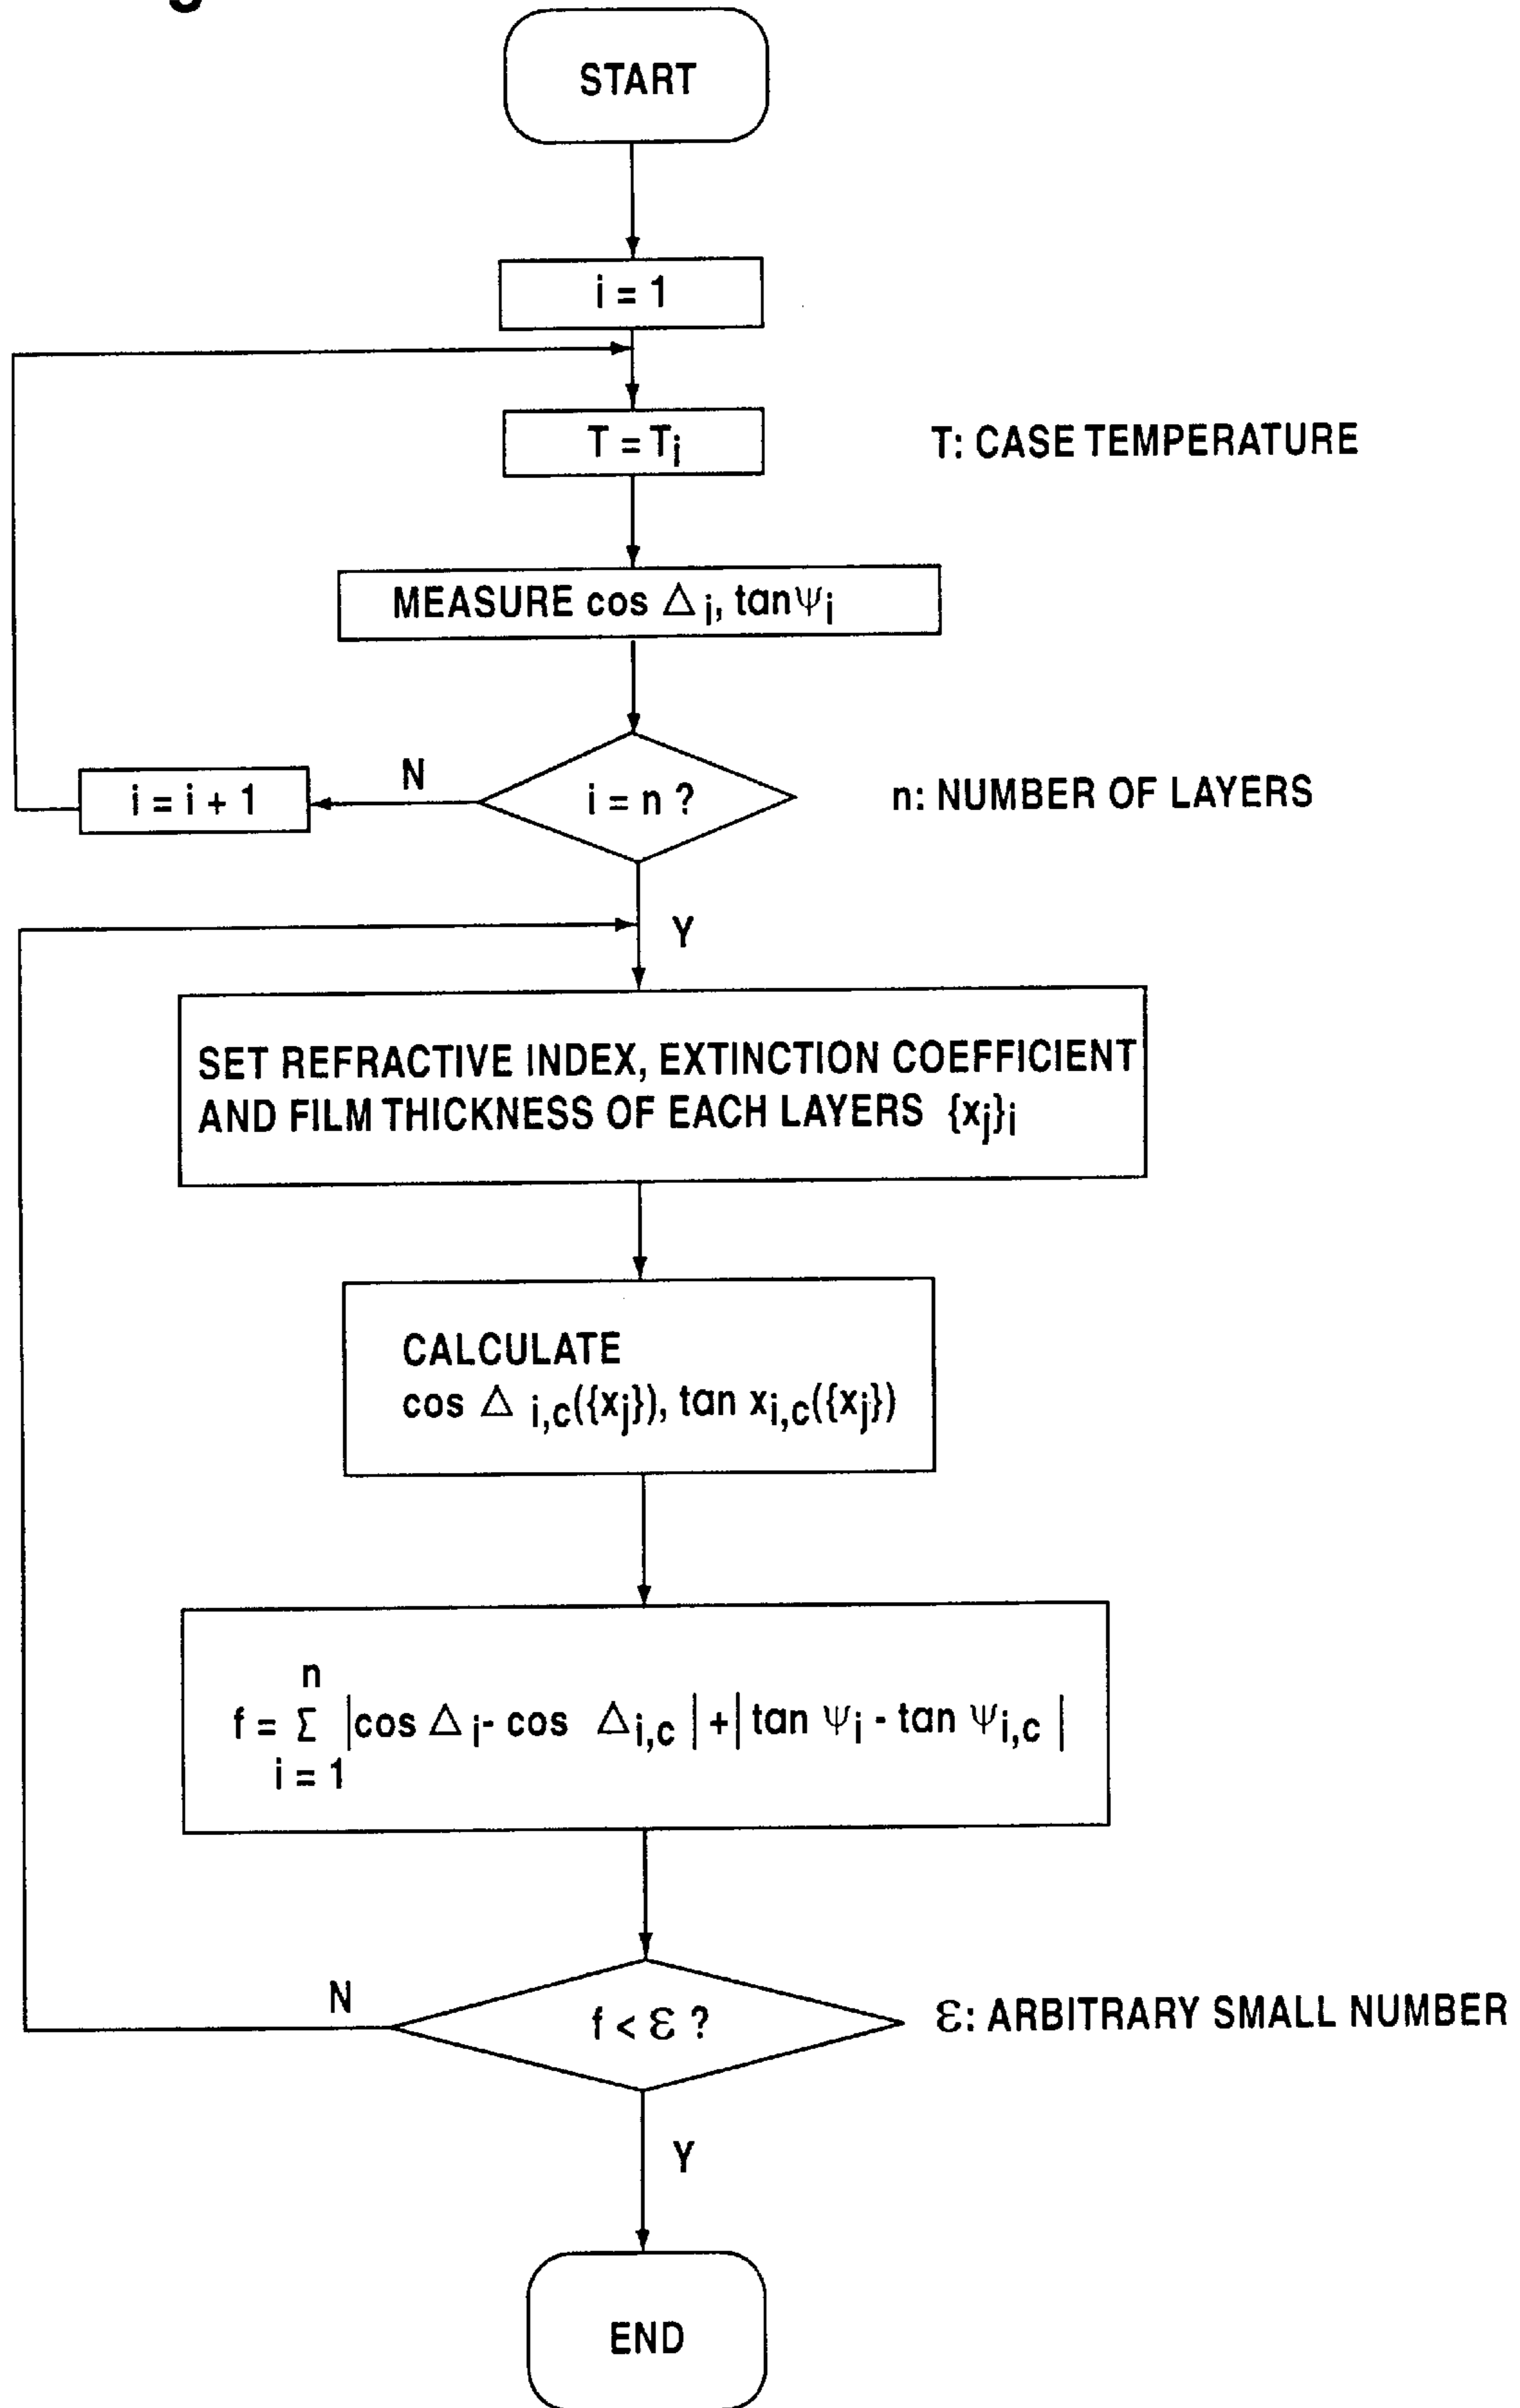 START
i = 1
T = Ti
T: CASE TEMPERATURE
MEASURE cos Δi, tanψi
N
i = i + 1
i = n ?
n: NUMBER OF LAYERS
Y
SET REFRACTIVE INDEX, EXTINCTION COEFFICIENT
AND FILM THICKNESS OF EACH LAYERS {xj}i
CALCULATE
cos Δ i,c({xj}), tan xi,c({xj})
n
f = Σ |cos Δi- cos Δi,c | + | tan ψi - tan ψi,c |
i = 1
N
f < ε ?
ε: ARBITRARY SMALL NUMBER
Y
END